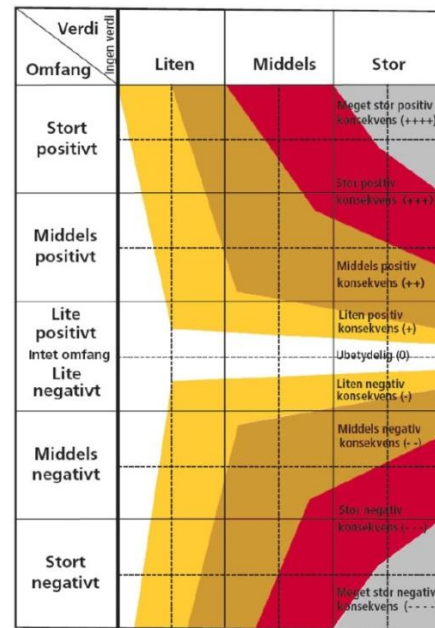 Verdi
Ingen verdi
Omfang
Liten
Middels
Stor
Stort
positivt
Meget stor positiv
konsekvens (++++)
Stor positiv
konsekvens (+++)
Middels
positivt
Middels positiv
konsekvens (++)
Lite
positivt
Liten positiv
konsekvens (+)
Intet omfang
Ubetydelig (0)
Lite
negativt
Liten negativ
konsekvens (-)
Middels
negativt
Middels negativ
konsekvens (- -)
Stor negativ
konsekvens (- - -)
Stort
negativt
Meget stor negativ
konsekvens (- - - -)